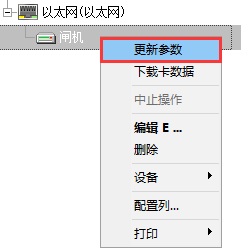 以太网(以太网)
闸机
更新参数
下载卡数据
中止操作
编辑 E ...
删除
设备
配置列...
打印